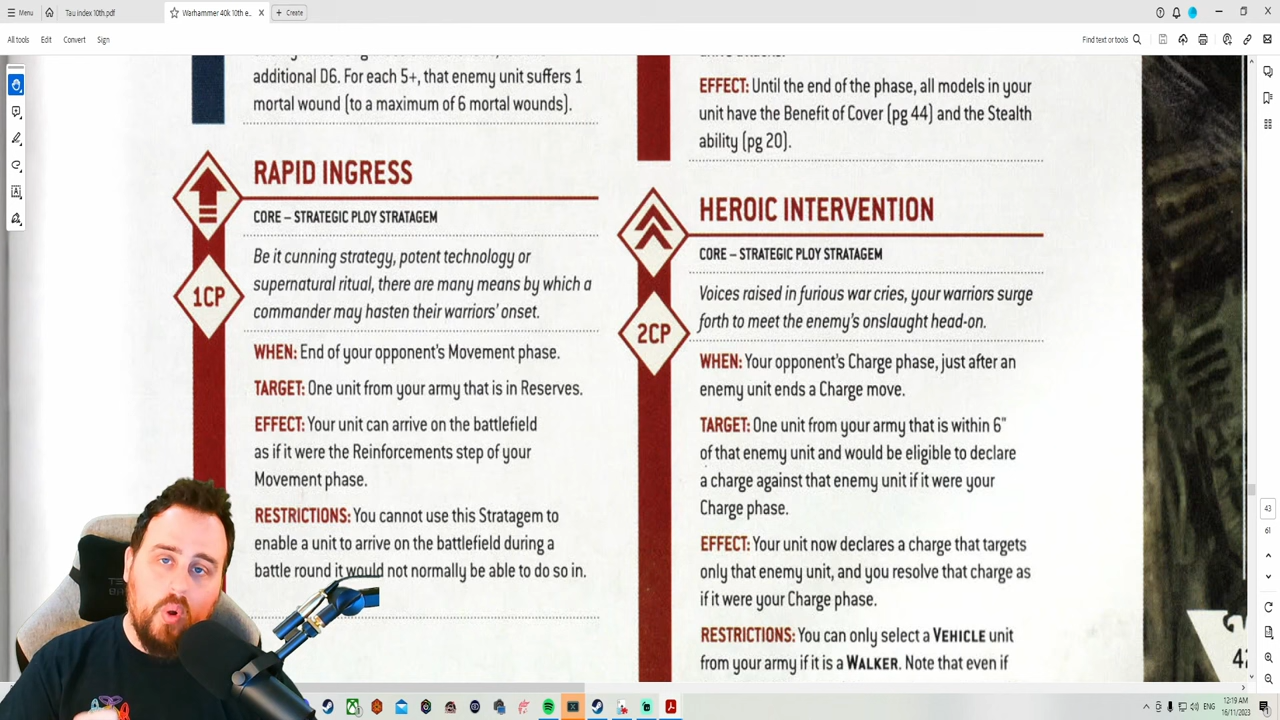 Menu
Tau index 10th.pdf
Warhammer 40k 10th e...
Create
All tools
Edit
Convert
Sign
Find text or tools
additional D6. For each 5+, that enemy unit suffers 1
mortal wound (to a maximum of 6 mortal wounds).
RAPID INGRESS
CORE – STRATEGIC PLOY STRATAGEM
Be it cunning strategy, potent technology or
supernatural ritual, there are many means by which a
commander may hasten their warriors' onset.
1CP
WHEN: End of your opponent's Movement phase.
TARGET: One unit from your army that is in Reserves.
EFFECT: Your unit can arrive on the battlefield
as if it were the Reinforcements step of your
Movement phase.
RESTRICTIONS: You cannot use this Stratagem to
enable a unit to arrive on the battlefield during a
battle round it would not normally be able to do so in.
EFFECT: Until the end of the phase, all models in your
unit have the Benefit of Cover (pg 44) and the Stealth
ability (pg 20).
HEROIC INTERVENTION
CORE – STRATEGIC PLOY STRATAGEM
Voices raised in furious war cries, your warriors surge
forth to meet the enemy's onslaught head-on.
2CP
WHEN: Your opponent's Charge phase, just after an
enemy unit ends a Charge move.
TARGET: One unit from your army that is within 6"
of that enemy unit and would be eligible to declare
a charge against that enemy unit if it were your
Charge phase.
EFFECT: Your unit now declares a charge that targets
only that enemy unit, and you resolve that charge as
if it were your Charge phase.
RESTRICTIONS: You can only select a VEHICLE unit
from your army if it is a WALKER. Note that even if
43
61
ENG
12:19 AM
16/11/2023